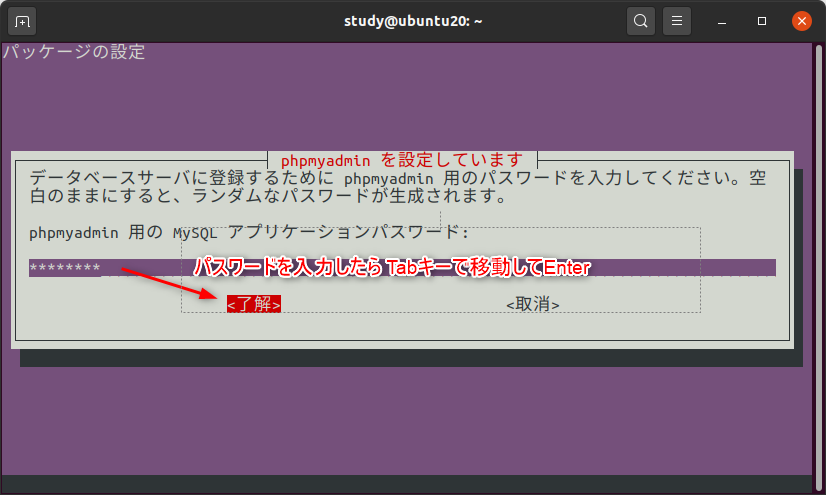 study@ubuntu20: ~
パッケージの設定
phpmyadmin を設定しています
データベースサーバに登録するために phpmyadmin 用のパスワードを入力してください。空
白のままにすると、ランダムなパスワードが生成されます。
phpmyadmin 用の MySQL アプリケーションパスワード:
********
パスワードを入力したら Tabキーで移動してEnter
<了解>
<取消>